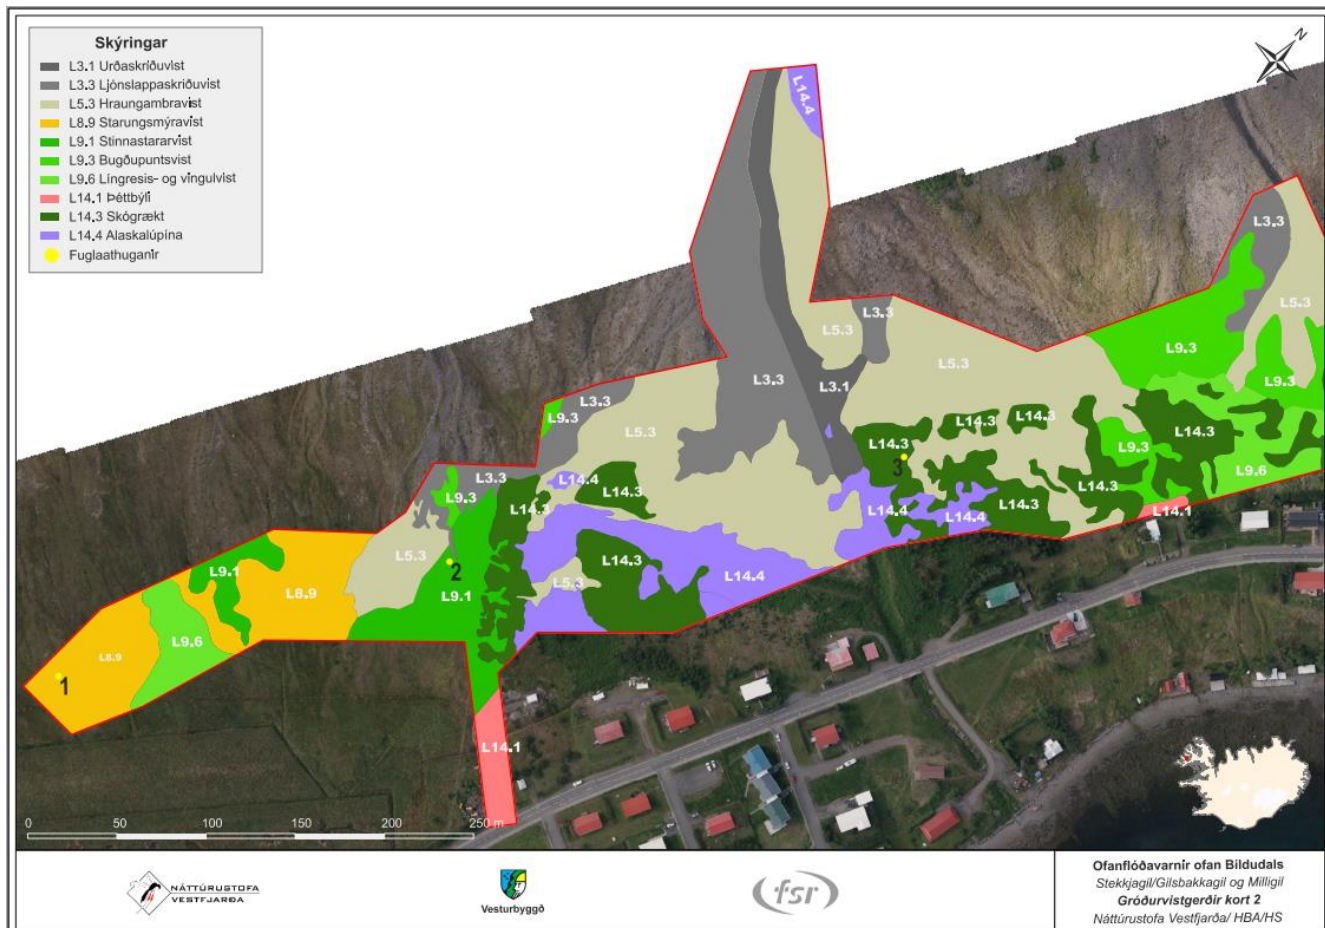 Skýringar
L3.1 Urðaskriðuvist
L3.3 Ljónslappaskriðuvist
L5.3 Hraungambravist
L8.9 Starungsmýravist
L9.1 Stinnastararvist
L9.3 Bugðupuntsvist
L9.6 Língresis- og vingulvist
L14.1 Þéttbýli
L14.3 Skógrækt
L14.4 Alaskalúpína
Fuglaathuganir
N
L14.4
L3.3
L5.3
L5.3
L3.3
L9.3
L5.3
L3.3
L3.1
L3.3
L9.3
L9.3
L5.3
L14.3
L14.3
L14.3
L14.3
L9.3
3
L3.3
L14.4
L14.3
L9.6
L9.3
L14.3
L14.3
L14.3
L14.4
L14.4
L14.1
L5.3
L9.1
2
L14.3
L5.3
L14.4
L8.9
L9.1
L9.6
L8.9
1
L14.1
0 50 100 150 200 250 m
NÁTTÚRUSTOFA
VESTFJARÐA
Vesturbyggð
fsr
Ofanflóðavarnir ofan Bíldudals
Stekkjagil/Gilsbakkagil og Milligil
Gróðurvistgerðir kort 2
Náttúrustofa Vestfjarða/ HBA/HS